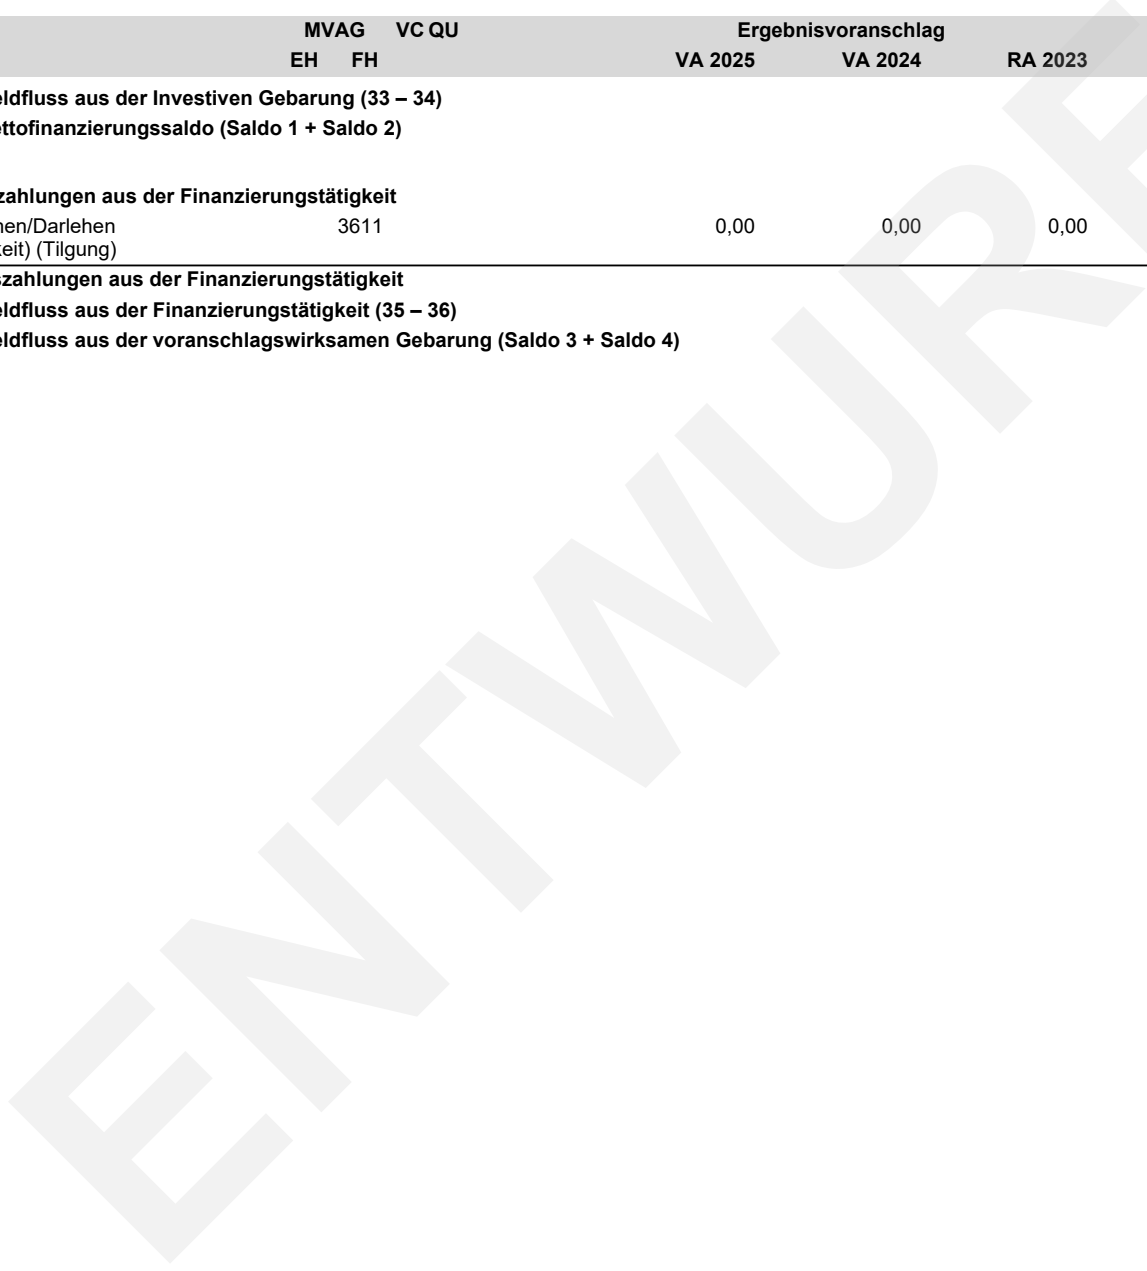 MVAG VC QU Ergebnisvoranschlag
EH FH VA 2025 VA 2024 RA 2023
eldfluss aus der Investiven Gebarung (33 – 34)
ettofinanzierungssaldo (Saldo 1 + Saldo 2)
zahlungen aus der Finanzierungstätigkeit
nen/Darlehen 3611 0,00 0,00 0,00
keit) (Tilgung)
szahlungen aus der Finanzierungstätigkeit
eldfluss aus der Finanzierungstätigkeit (35 – 36)
eldfluss aus der voranschlagswirksamen Gebarung (Saldo 3 + Saldo 4)
ENTWURF